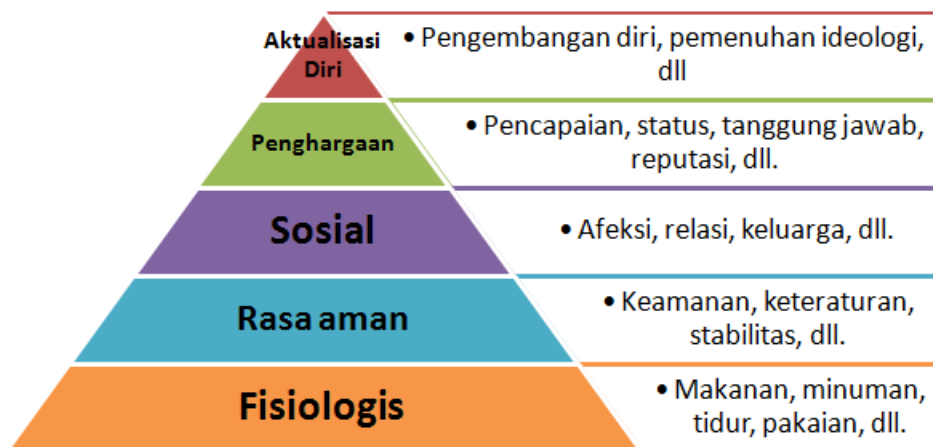 Aktualisasi
Diri
• Pengembangan diri, pemenuhan ideologi,
dll
Penghargaan
• Pencapaian, status, tanggung jawab,
reputasi, dll.
Sosial
• Afeksi, relasi, keluarga, dll.
Rasa aman
• Keamanan, keteraturan,
stabilitas, dll.
Fisiologis
• Makanan, minuman,
tidur, pakaian, dll.